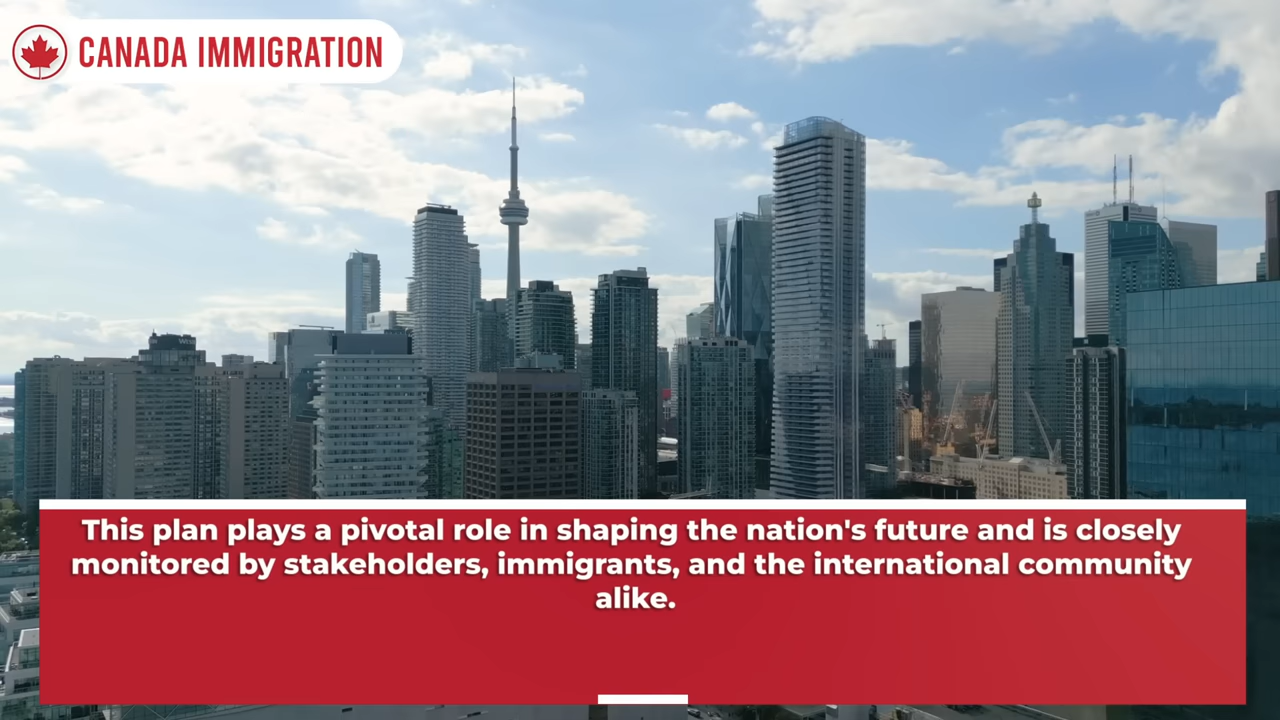 CANADA IMMIGRATION
This plan plays a pivotal role in shaping the nation's future and is closely
monitored by stakeholders, immigrants, and the international community
alike.